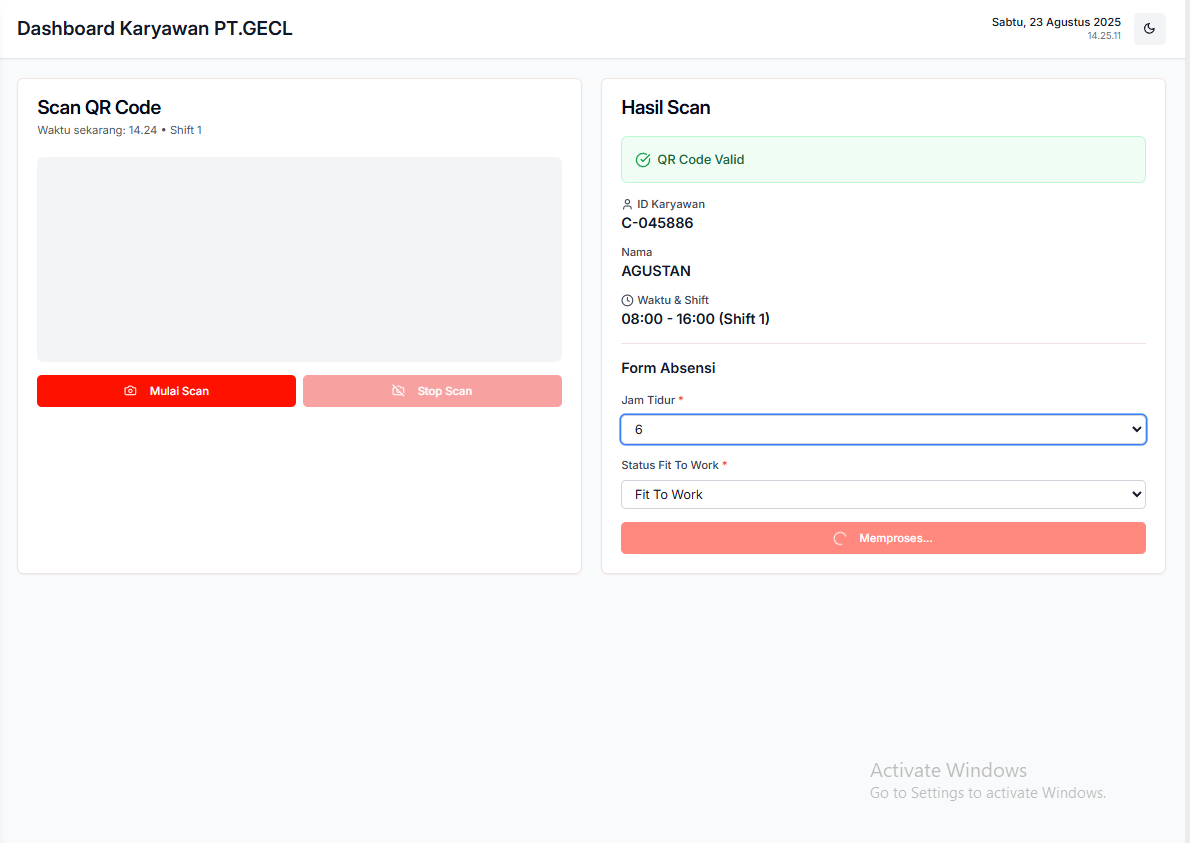 Dashboard Karyawan PT.GECL
Sabtu, 23 Agustus 2025
14.25.11
Scan QR Code
Waktu sekarang: 14.24 • Shift 1
Mulai Scan
Stop Scan
Hasil Scan
QR Code Valid
ID Karyawan
C-045886
Nama
AGUSTAN
Waktu & Shift
08:00 - 16:00 (Shift 1)
Form Absensi
Jam Tidur *
6
Status Fit To Work *
Fit To Work
Memproses...
Activate Windows
Go to Settings to activate Windows.